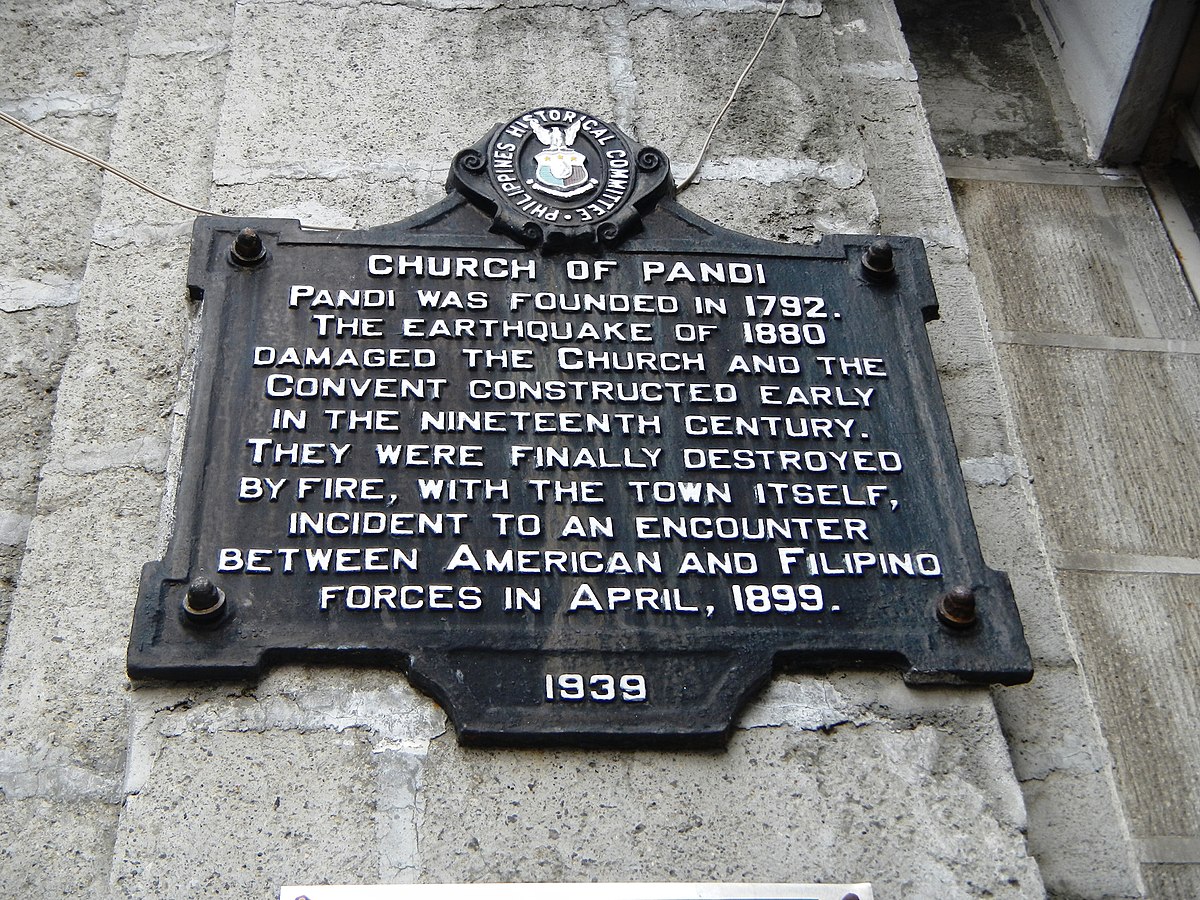 PHILIPPINES HISTORICAL COMMITTEE
CHURCH OF PANDI
PANDI WAS FOUNDED IN 1792.
THE EARTHQUAKE OF 1880
DAMAGED THE CHURCH AND THE
CONVENT CONSTRUCTED EARLY
IN THE NINETEENTH CENTURY.
THEY WERE FINALLY DESTROYED
BY FIRE, WITH THE TOWN ITSELF,
INCIDENT TO AN ENCOUNTER
BETWEEN AMERICAN AND FILIPINO
FORCES IN APRIL, 1899.
1939